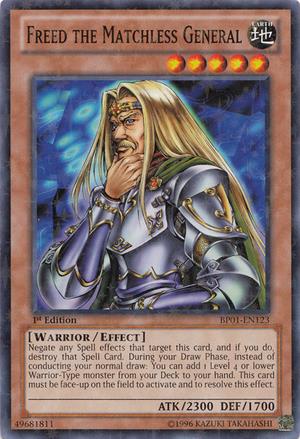 FREED THE MATCHLESS GENERAL
EARTH
地
1st Edition
BP01-EN123
[WARRIOR/EFFECT]
Negate any Spell effects that target this card, and if you do,
destroy that Spell Card. During your Draw Phase, instead of
conducting your normal draw: You can add 1 Level 4 or lower
Warrior-Type monster from your Deck to your hand. This card
must be face-up on the field to activate and to resolve this effect.
ATK/2300 DEF/1700
49681811
©1996 KAZUKI TAKAHASHI